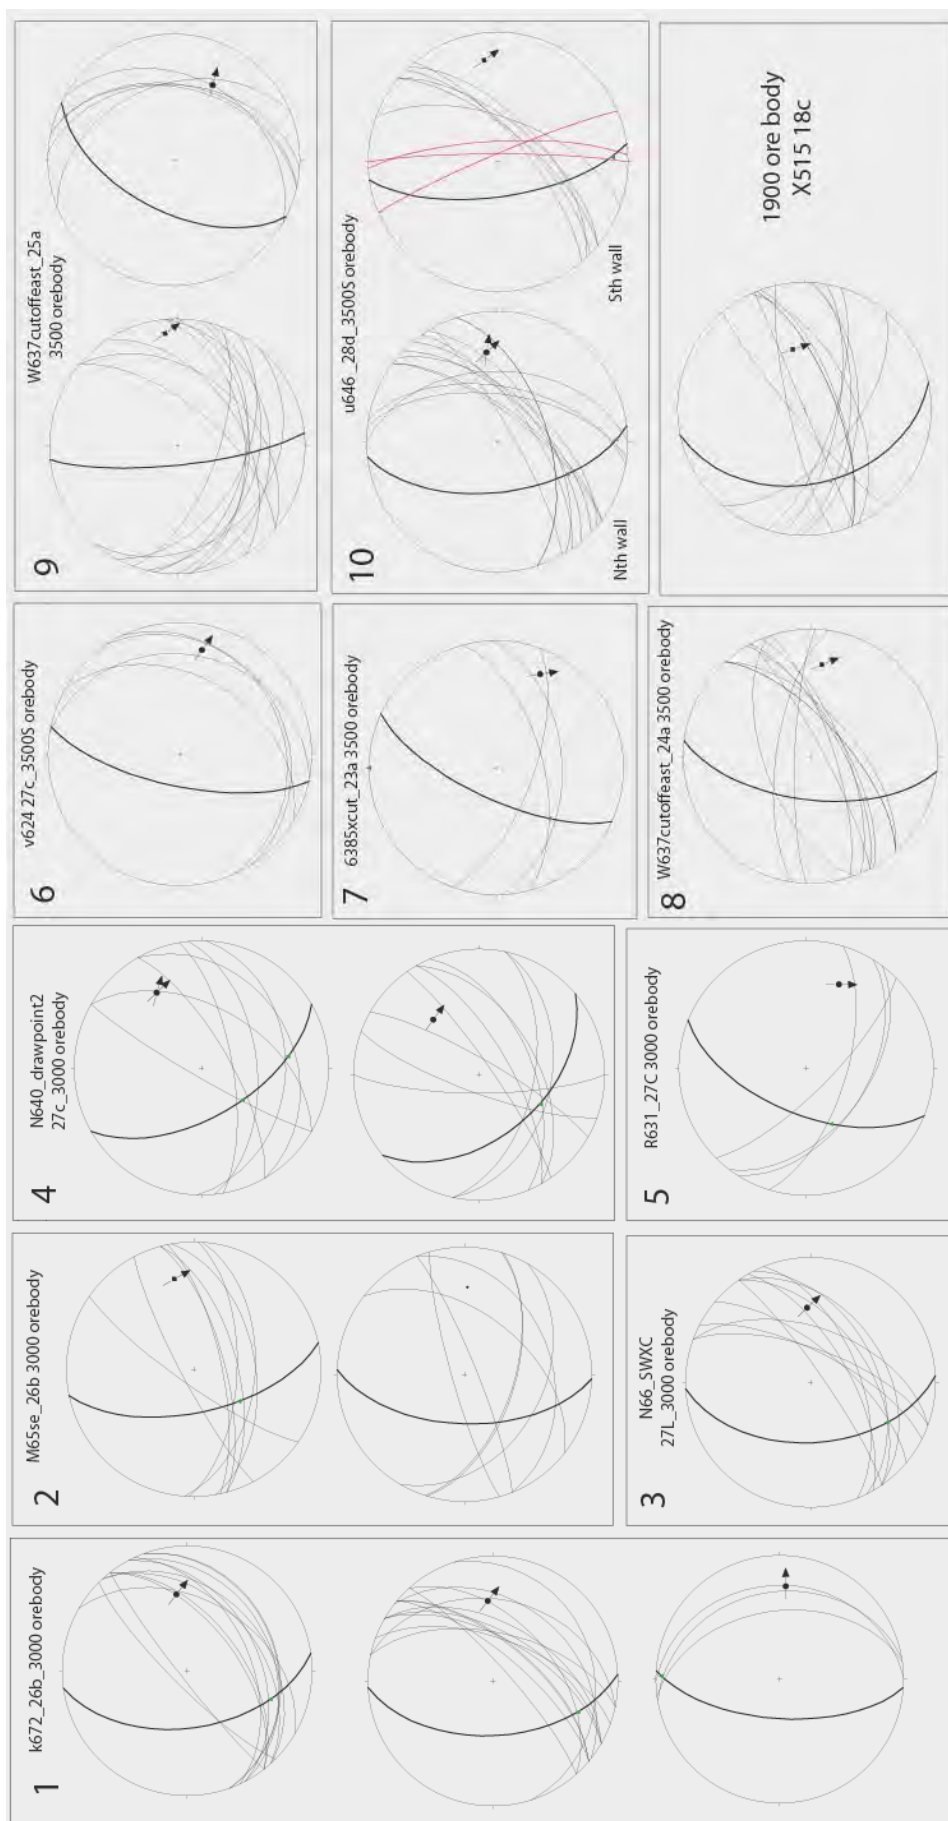 1
k672_26b_3000 orebody
2
M65se_26b 3000 orebody
3
N66_SWXC
27L_3000 orebody
4
N640_drawpoint2
27c_3000 orebody
5
R631_27C 3000 orebody
6
v624 27c_3500S orebody
7
6385xcut_23a 3500 orebody
8
W637cutoffeast_24a 3500 orebody
9
W637cutoffeast_25a
3500 orebody
10
u646 _28d_3500S orebody
Nth wall
Sth wall
1900 ore body
X515 18c